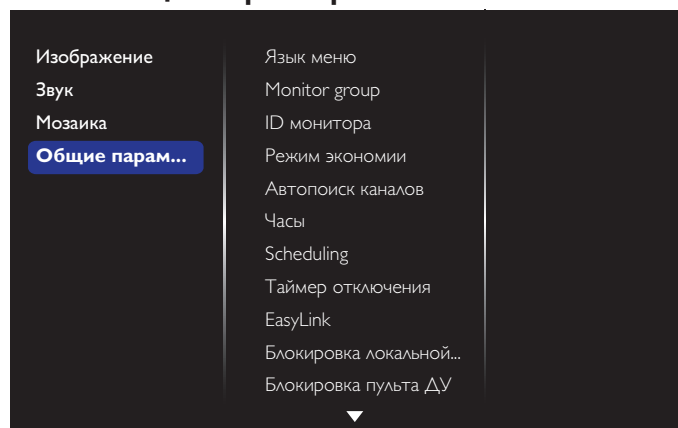 Изображение
Звук
Мозаика
Общие парам...
Язык меню
Monitor group
ID монитора
Режим экономии
Автопоиск каналов
Часы
Scheduling
Таймер отключения
EasyLink
Блокировка локальной...
Блокировка пульта ДУ